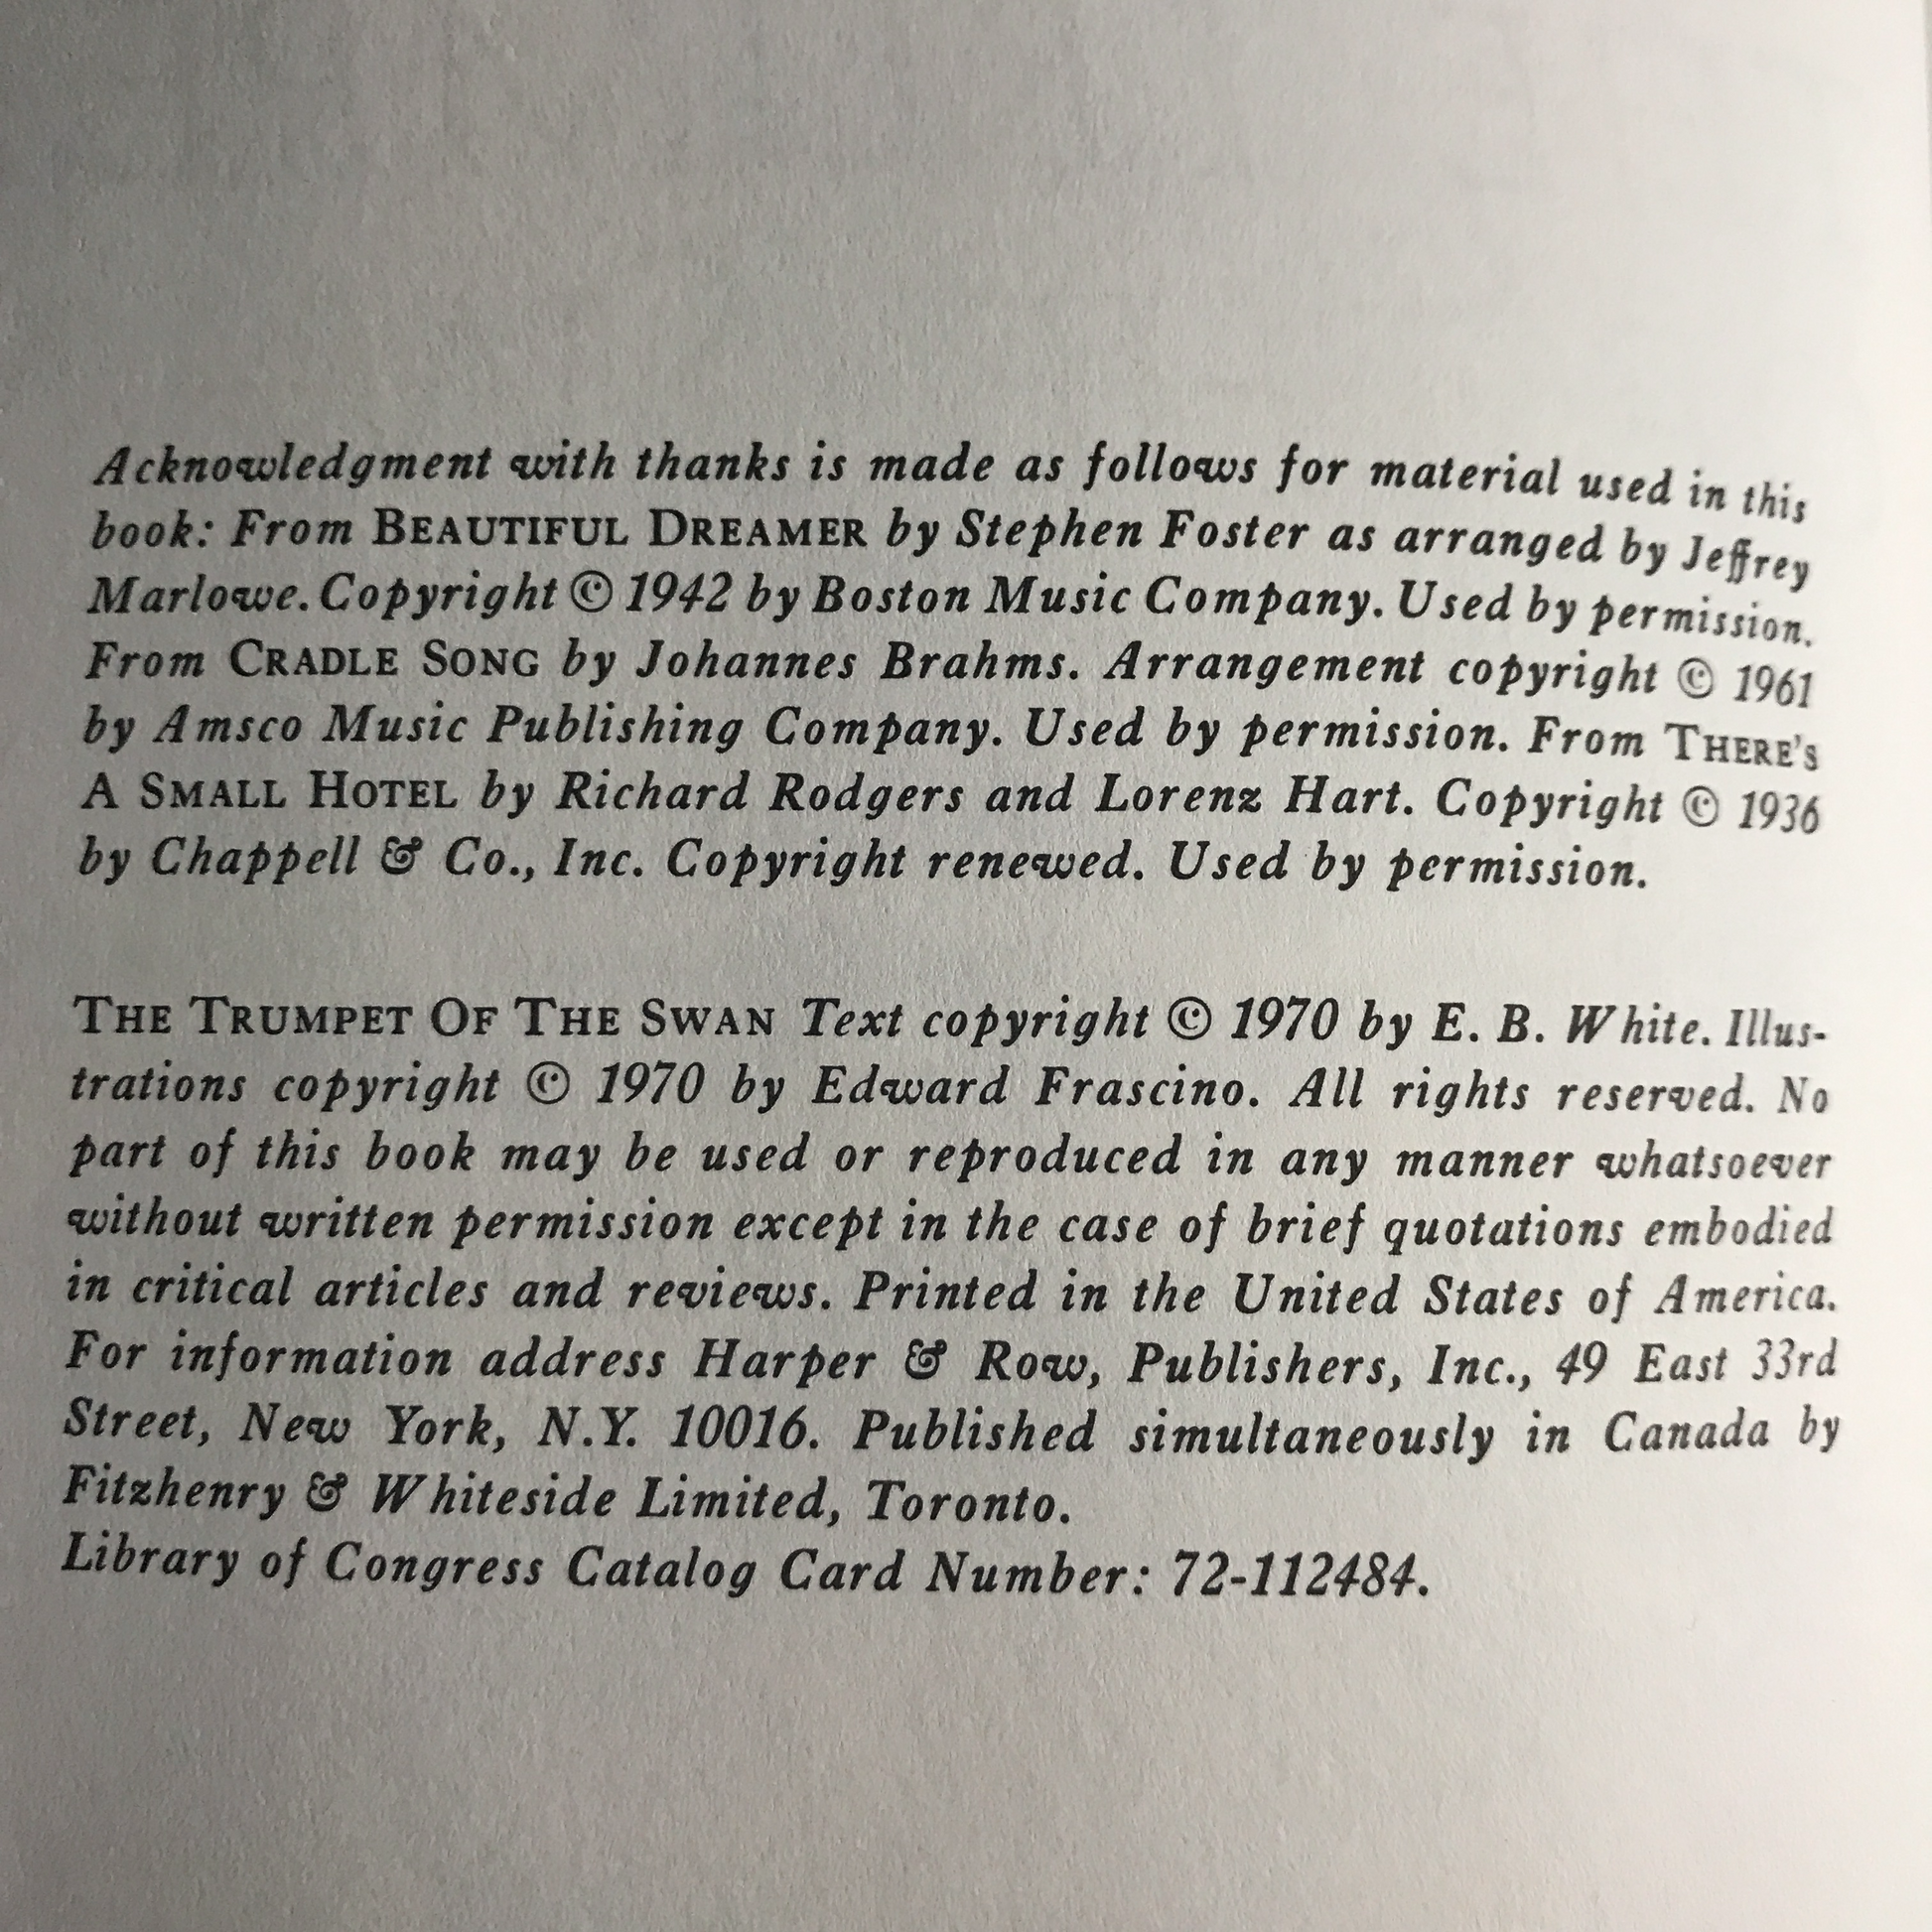 Acknowledgment with thanks is made as follows for material used in this
book: From BEAUTIFUL DREAMER by Stephen Foster as arranged by Jeffrey
Marlowe. Copyright © 1942 by Boston Music Company. Used by permission.
From CRADLE SONG by Johannes Brahms. Arrangement copyright © 1961
by Amsco Music Publishing Company. Used by permission. From THERE'S
A SMALL HOTEL by Richard Rodgers and Lorenz Hart. Copyright © 1936
by Chappell & Co., Inc. Copyright renewed. Used by permission.
THE TRUMPET OF THE SWAN Text copyright © 1970 by E. B. White. Illus-
trations copyright © 1970 by Edward Frascino. All rights reserved. No
part of this book may be used or reproduced in any manner whatsoever
without written permission except in the case of brief quotations embodied
in critical articles and reviews. Printed in the United States of America.
For information address Harper & Row, Publishers, Inc., 49 East 33rd
Street, New York, N.Y. 10016. Published simultaneously in Canada by
Fitzhenry & Whiteside Limited, Toronto.
Library of Congress Catalog Card Number: 72-112484.